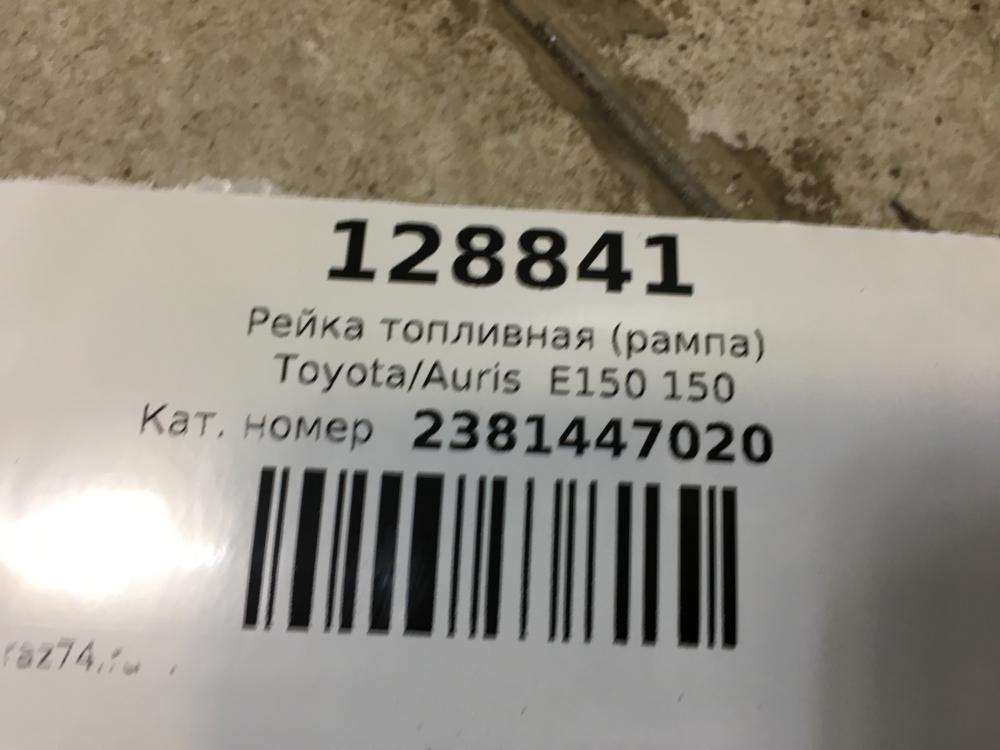 128841
Рейка топливная (рампа)
Toyota/Auris E150 150
Кат. номер 2381447020